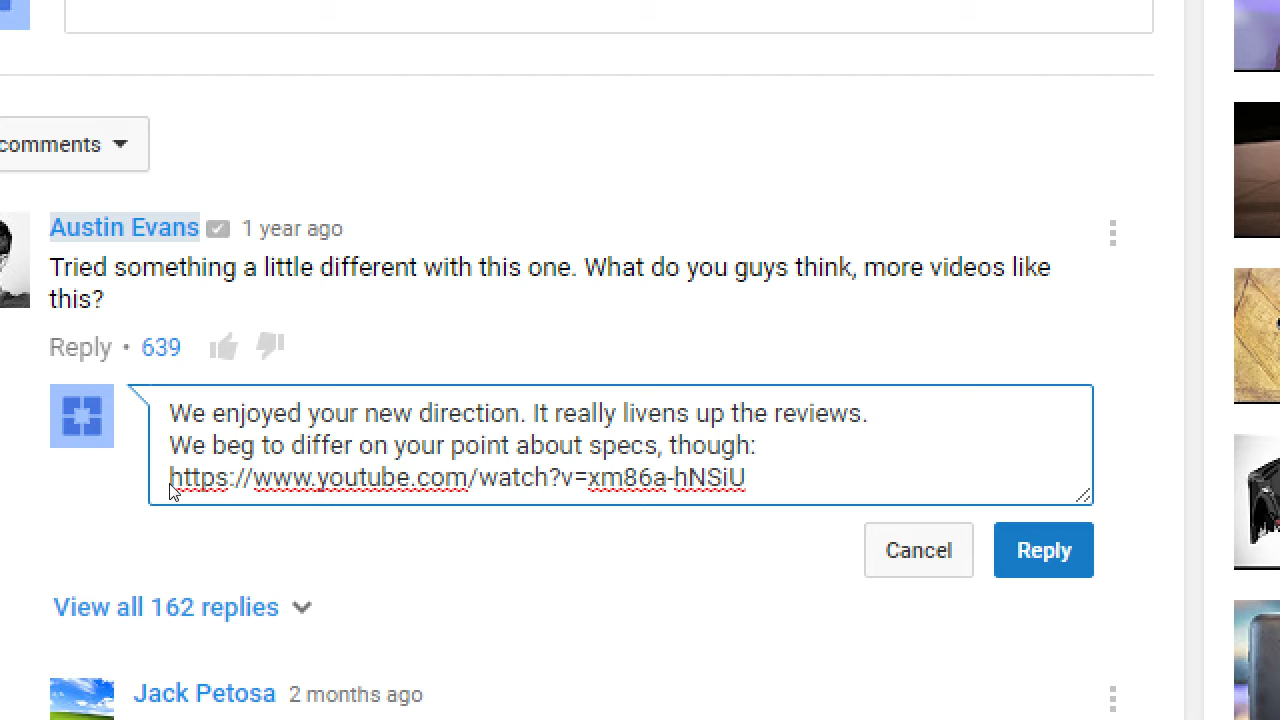 comments
Austin Evans 1 year ago
Tried something a little different with this one. What do you guys think, more videos like
this?
Reply • 639
We enjoyed your new direction. It really livens up the reviews.
We beg to differ on your point about specs, though:
https://www.youtube.com/watch?v=xm86a-hNSiU
Cancel Reply
View all 162 replies
Jack Petosa 2 months ago